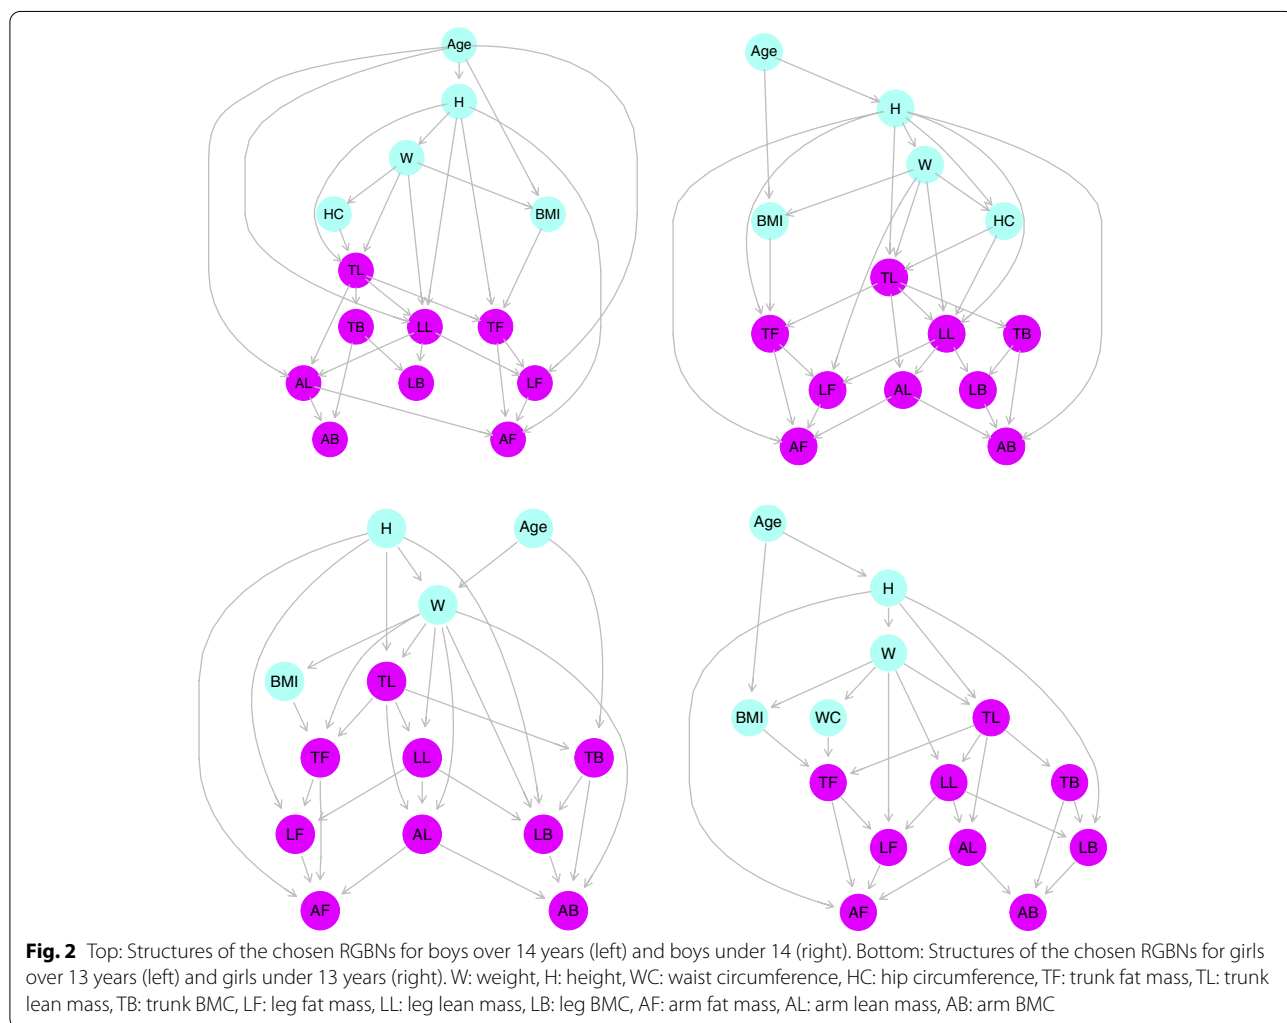 Age
H
W
HC
BMI
TL
TB
LL
TF
AL
LB
LF
AB
AF
Age
H
W
BMI
HC
TL
TF
LL
TB
LF
AL
LB
AF
AB
H
Age
W
BMI
TL
TF
LL
TB
LF
AL
LB
AF
AB
Age
H
W
BMI
WC
TL
TF
LL
TB
LF
AL
LB
AF
AB
Fig. 2 Top: Structures of the chosen RGBNs for boys over 14 years (left) and boys under 14 (right). Bottom: Structures of the chosen RGBNs for girls
over 13 years (left) and girls under 13 years (right). W: weight, H: height, WC: waist circumference, HC: hip circumference, TF: trunk fat mass, TL: trunk
lean mass, TB: trunk BMC, LF: leg fat mass, LL: leg lean mass, LB: leg BMC, AF: arm fat mass, AL: arm lean mass, AB: arm BMC